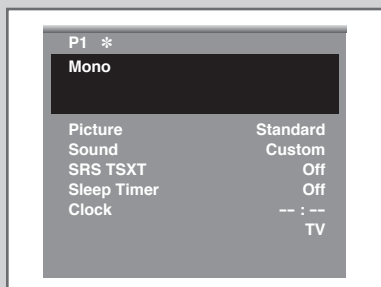 P1 ✻
Mono
Picture Standard
Sound Custom
SRS TSXT Off
Sleep Timer Off
Clock -- : --
TV